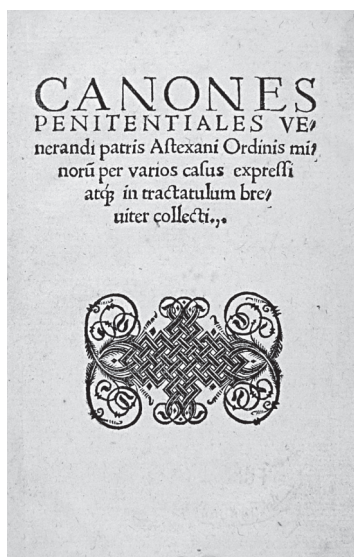 CANONES
PENITENTIALES VE⸗
nerandi patris Astexani Ordinis mi⸗
norū per varios casus expressi
atq̄ꝫ in tractatulum bre⸗
uiter collecti.,.